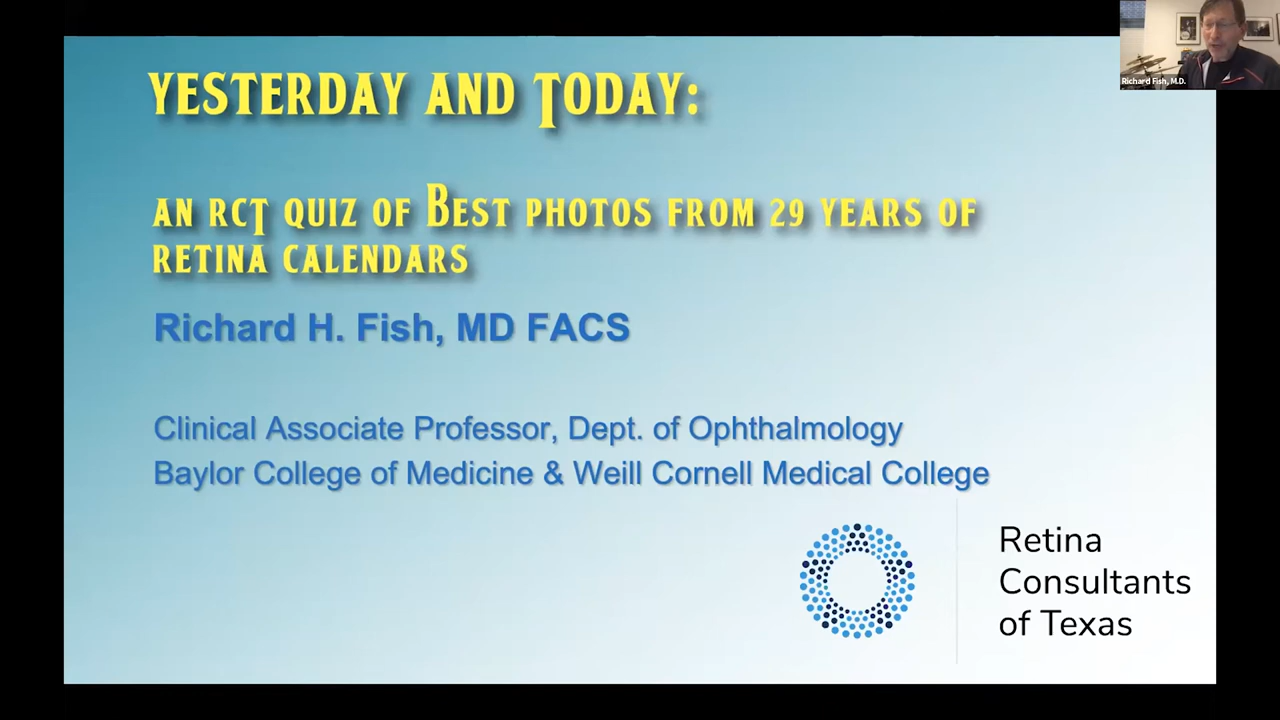 YESTERDAY AND TODAY:
AN RCT QUIZ OF BEST PHOTOS FROM 29 YEARS OF
RETINA CALENDARS
Richard H. Fish, MD FACS
Clinical Associate Professor, Dept. of Ophthalmology
Baylor College of Medicine & Weill Cornell Medical College
Retina
Consultants
of Texas
Richard Fish, M.D.